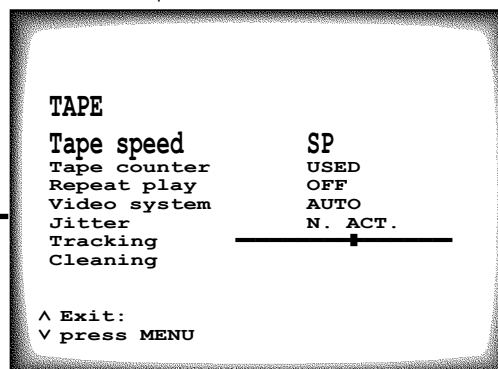 TAPE
Tape speed SP
Tape counter USED
Repeat play OFF
Video system AUTO
Jitter N. ACT.
Tracking
Cleaning
∧ Exit:
∨ press MENU